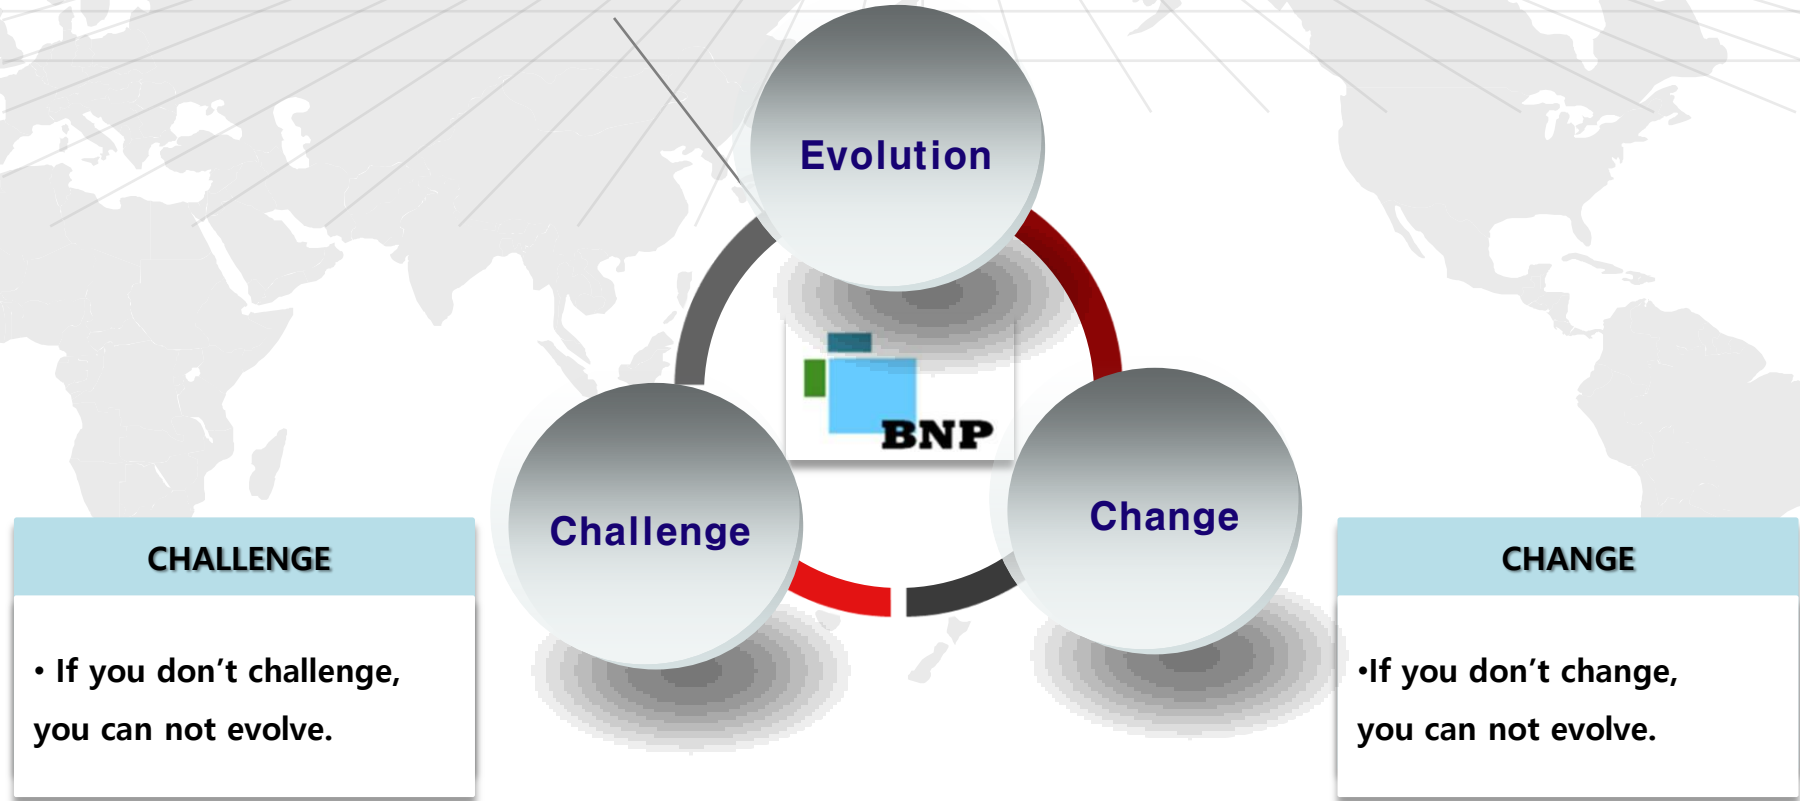 Evolution
BNP
Challenge
Change
CHALLENGE
• If you don’t challenge,
you can not evolve.
CHANGE
•If you don’t change,
you can not evolve.